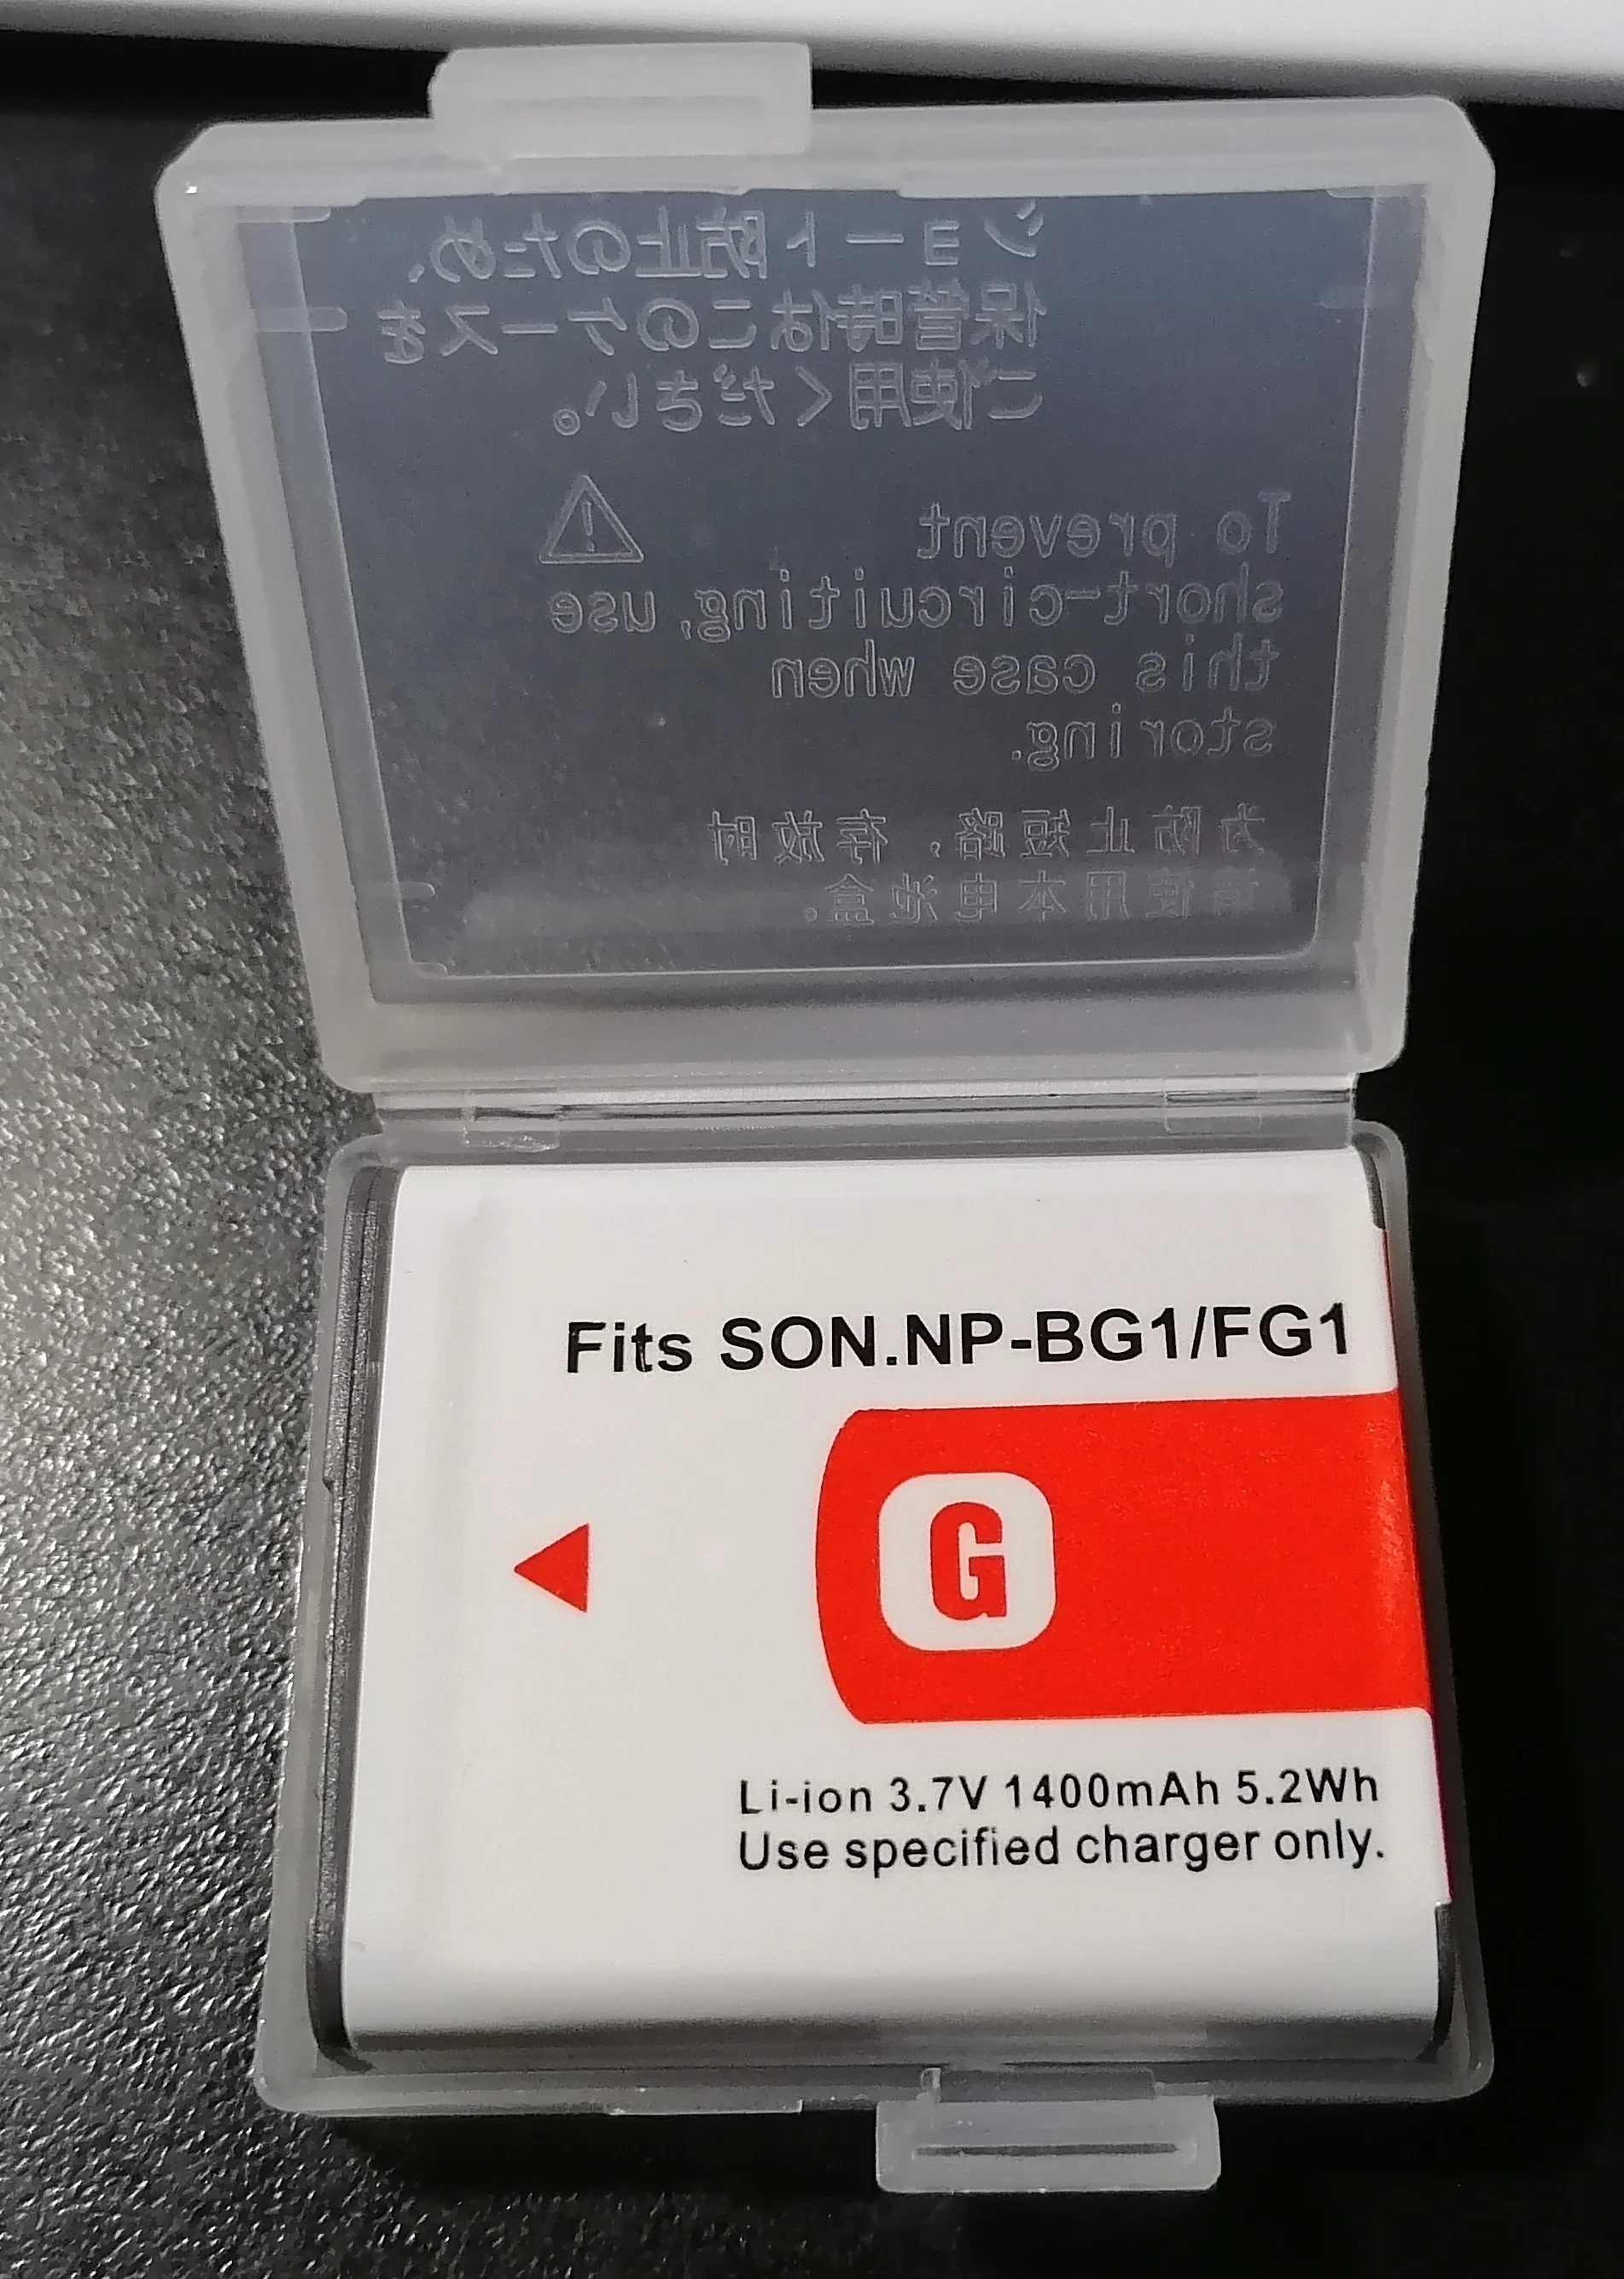 ショート防止のため、
保管時はこのケースを
ご使用ください。
To prevent
short-circuiting, use
this case when
storing.
为防止短路，存放时
请使用本电池盒。
Fits SON.NP-BG1/FG1
G
Li-ion 3.7V 1400mAh 5.2Wh
Use specified charger only.